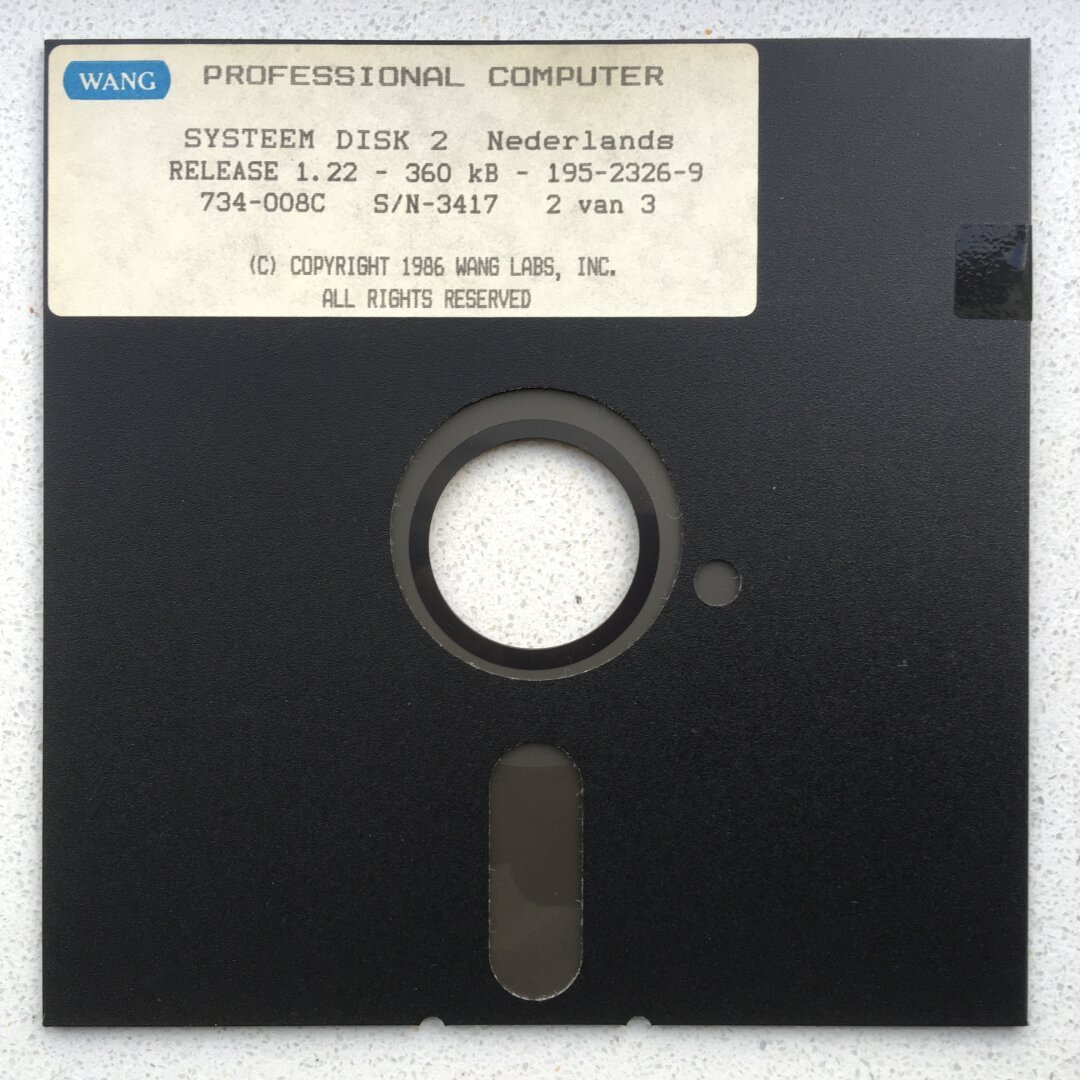 WANG PROFESSIONAL COMPUTER
SYSTEEM DISK 2 Nederlands
RELEASE 1.22 - 360 kB - 195-2326-9
734-008C S/N-3417 2 van 3
(C) COPYRIGHT 1986 WANG LABS, INC.
ALL RIGHTS RESERVED